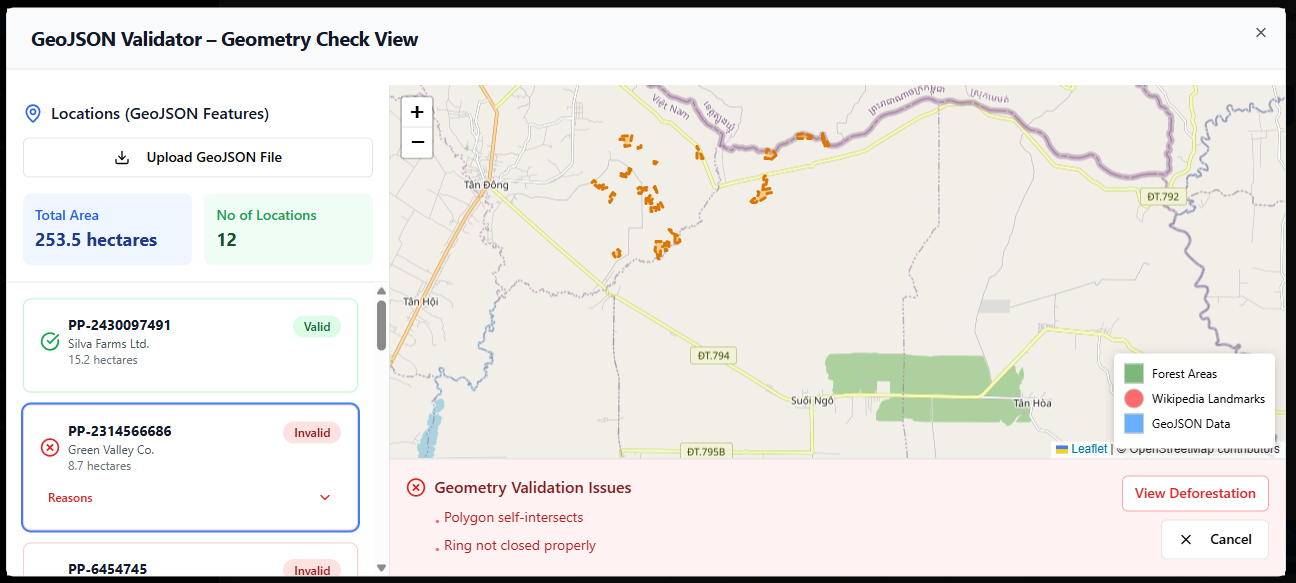 GeoJSON Validator – Geometry Check View
Locations (GeoJSON Features)
Upload GeoJSON File
Total Area
253.5 hectares
No of Locations
12
PP-2430097491
Valid
Silva Farms Ltd.
15.2 hectares
PP-2314566686
Invalid
Green Valley Co.
8.7 hectares
Reasons
PP-6454745
Invalid
+
−
Việt Nam
Tân Đông
ĐT.792
Tân Hội
ĐT.794
Suối Ngô
Tân Hòa
ĐT.795B
Forest Areas
Wikipedia Landmarks
GeoJSON Data
Leaflet | © OpenStreetMap contributors
Geometry Validation Issues
Polygon self-intersects
Ring not closed properly
View Deforestation
Cancel